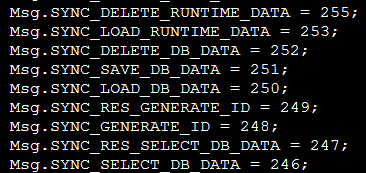 Msg.SYNC_DELETE_RUNTIME_DATA = 255;
Msg.SYNC_LOAD_RUNTIME_DATA = 253;
Msg.SYNC_DELETE_DB_DATA = 252;
Msg.SYNC_SAVE_DB_DATA = 251;
Msg.SYNC_LOAD_DB_DATA = 250;
Msg.SYNC_RES_GENERATE_ID = 249;
Msg.SYNC_GENERATE_ID = 248;
Msg.SYNC_RES_SELECT_DB_DATA = 247;
Msg.SYNC_SELECT_DB_DATA = 246;